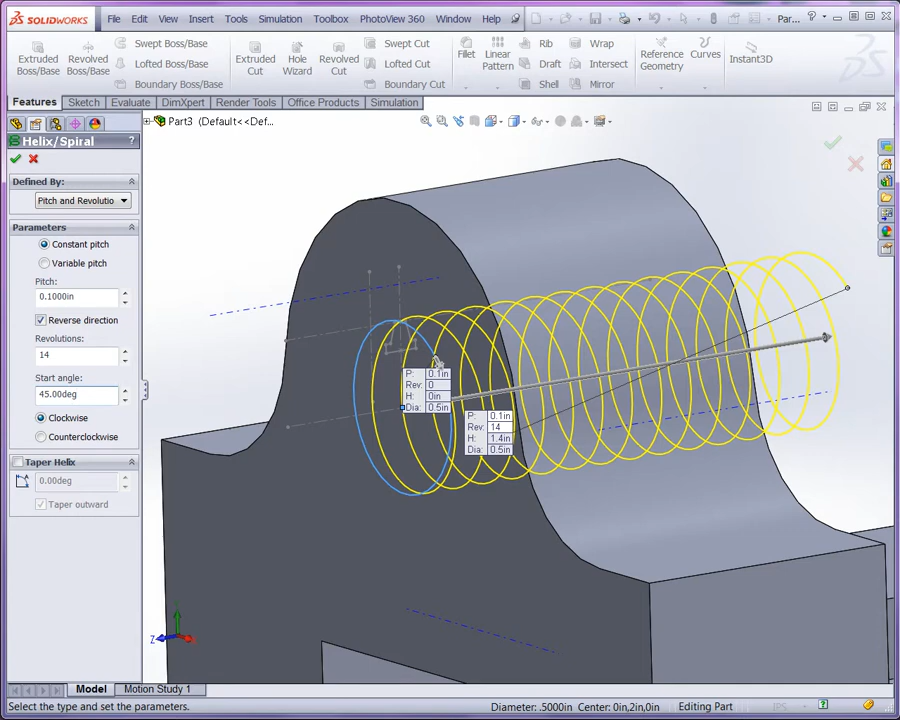 SOLIDWORKS File Edit View Insert Tools Simulation Toolbox PhotoView 360 Window Help Par... ?
Extruded Boss/Base Revolved Boss/Base Swept Boss/Base Lofted Boss/Base Boundary Boss/Base Extruded Cut Hole Wizard Revolved Cut Swept Cut Lofted Cut Boundary Cut Fillet Linear Pattern Rib Draft Shell Wrap Intersect Mirror Reference Geometry Curves Instant3D
Features Sketch Evaluate DimXpert Render Tools Office Products Simulation
Part3 (Default<<Def...
Helix/Spiral ?
Defined By:
Pitch and Revolutio
Parameters
Constant pitch
Variable pitch
Pitch:
0.1000in
Reverse direction
Revolutions:
14
Start angle:
45.00deg
Clockwise
Counterclockwise
Taper Helix
0.00deg
Taper outward
P: 0.1in
Rev: 0
H: 0in
Dia: 0.5in
P: 0.1in
Rev: 14
H: 1.4in
Dia: 0.5in
Z
Model Motion Study 1
Select the type and set the parameters. Diameter: .5000in Center: 0in,2in,0in Editing Part